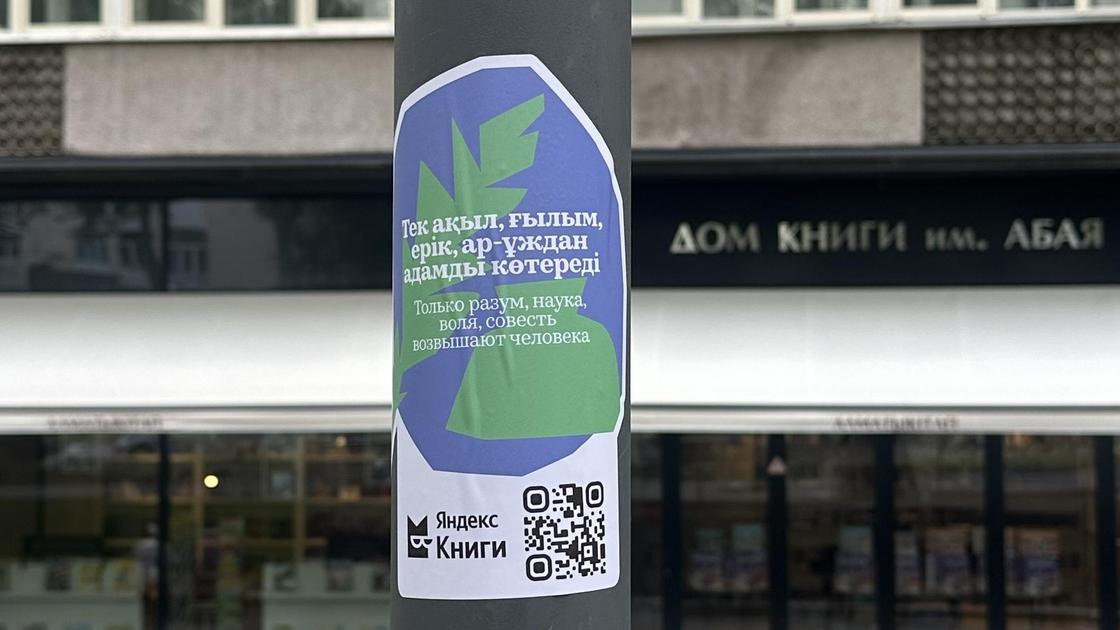 Тек ақыл, ғылым,
ерік, ар-ұждан
адамды көтереді
Только разум, наука,
воля, совесть
возвышают человека
Яндекс
Книги
ДОМ КНИГИ им. АБАЯ